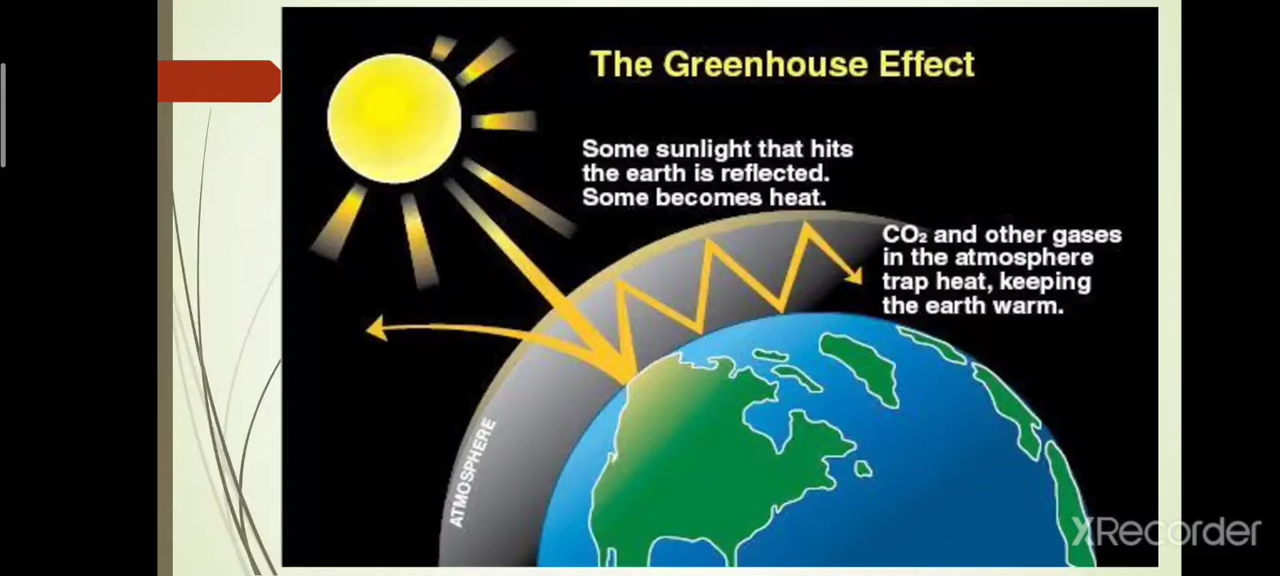 The Greenhouse Effect
Some sunlight that hits
the earth is reflected.
Some becomes heat.
CO₂ and other gases
in the atmosphere
trap heat, keeping
the earth warm.
ATMOSPHERE
XRecorder